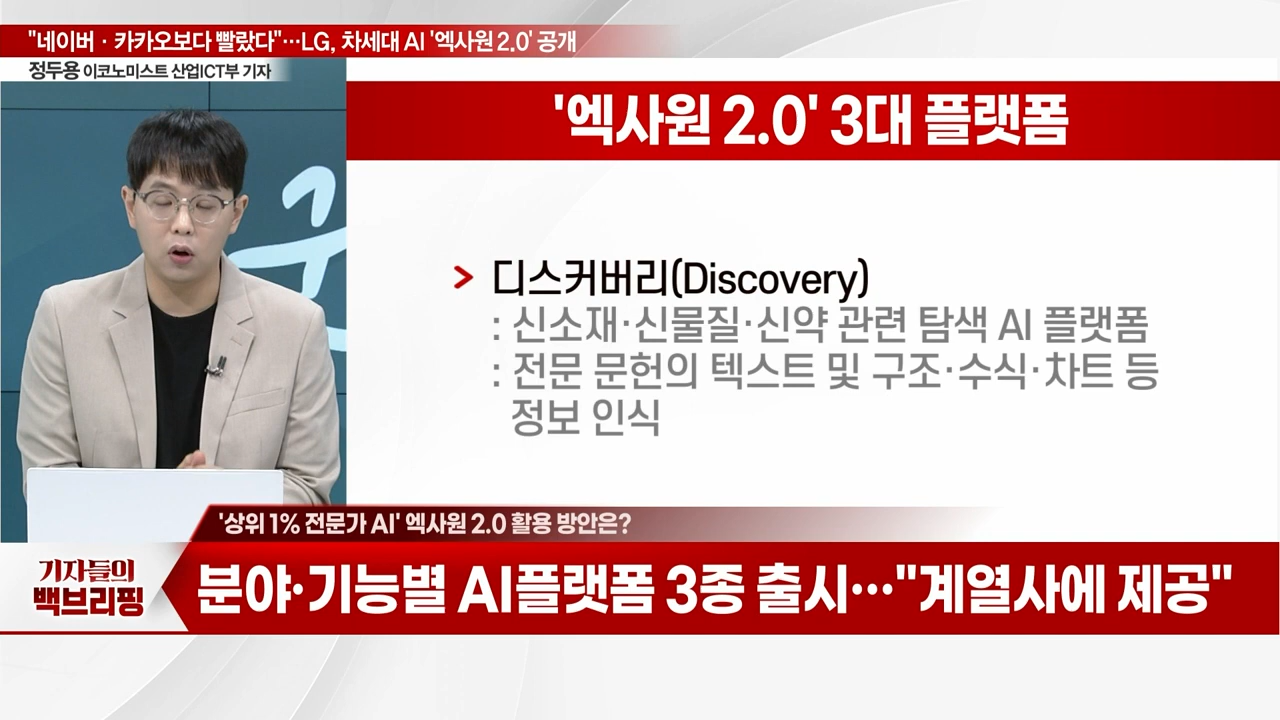 "네이버·카카오보다 빨랐다"…LG, 차세대 AI '엑사원 2.0' 공개
정두용 이코노미스트 산업ICT부 기자
'엑사원 2.0' 3대 플랫폼
> 디스커버리(Discovery)
: 신소재·신물질·신약 관련 탐색 AI 플랫폼
: 전문 문헌의 텍스트 및 구조·수식·차트 등
정보 인식
'상위 1% 전문가 AI' 엑사원 2.0 활용 방안은?
기자들의
백브리핑
분야·기능별 AI플랫폼 3종 출시…"계열사에 제공"